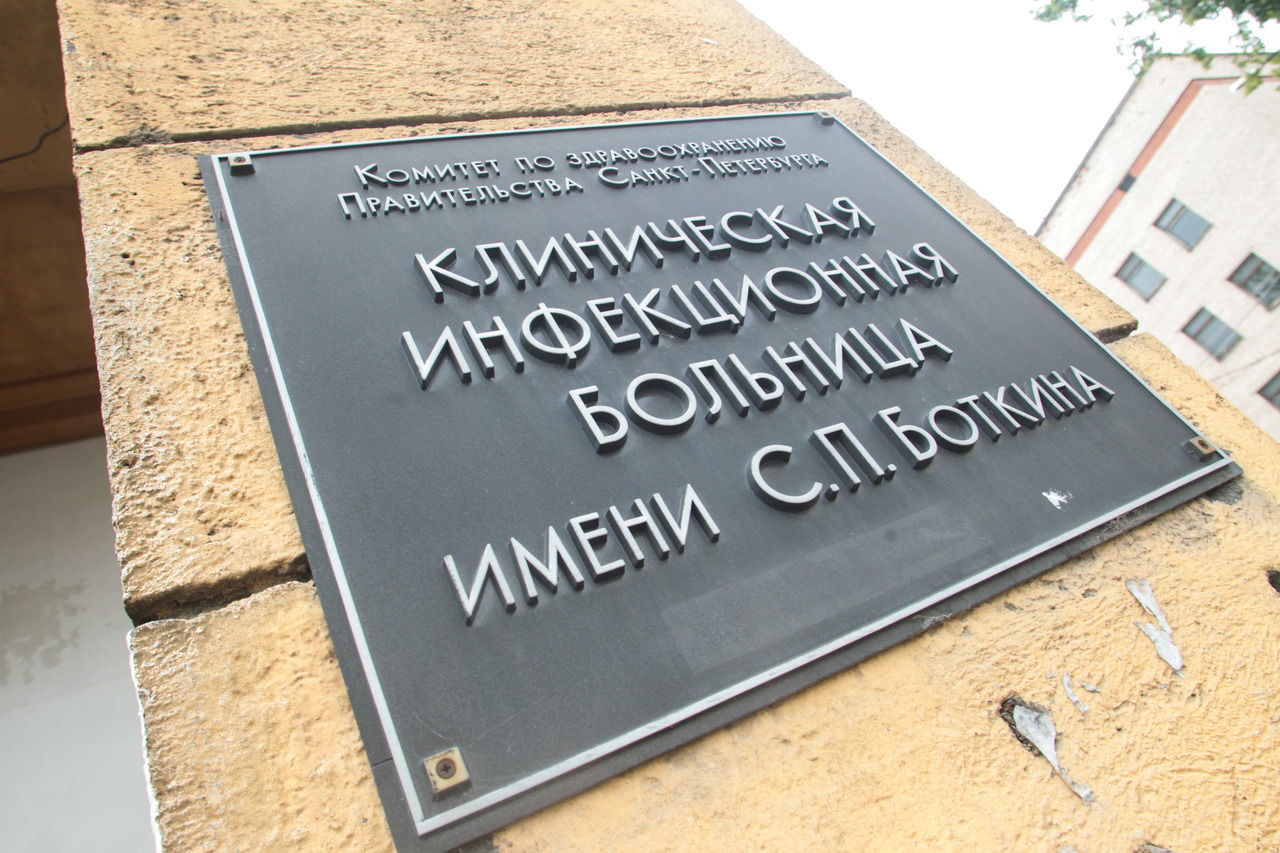 Комитет по здравоохранению
Правительства Санкт-Петербурга
КЛИНИЧЕСКАЯ
ИНФЕКЦИОННАЯ
БОЛЬНИЦА
ИМЕНИ С.П. БОТКИНА